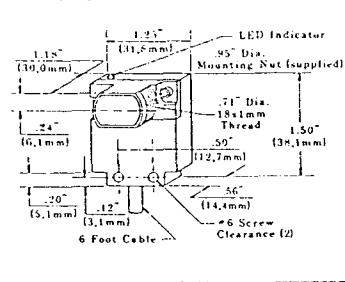 1.25"
(31,8mm)
LED Indicator
1.18"
(30,0mm)
.95" Dia.
Mounting Nut (supplied)
.71" Dia.
18x1mm
Thread
.24"
(6,1mm)
.50"
(12,7mm)
1.50"
(38,1mm)
.20"
(5,1mm)
.12"
(3,1mm)
.56"
(14,4mm)
6 Foot Cable
#6 Screw
Clearance (2)